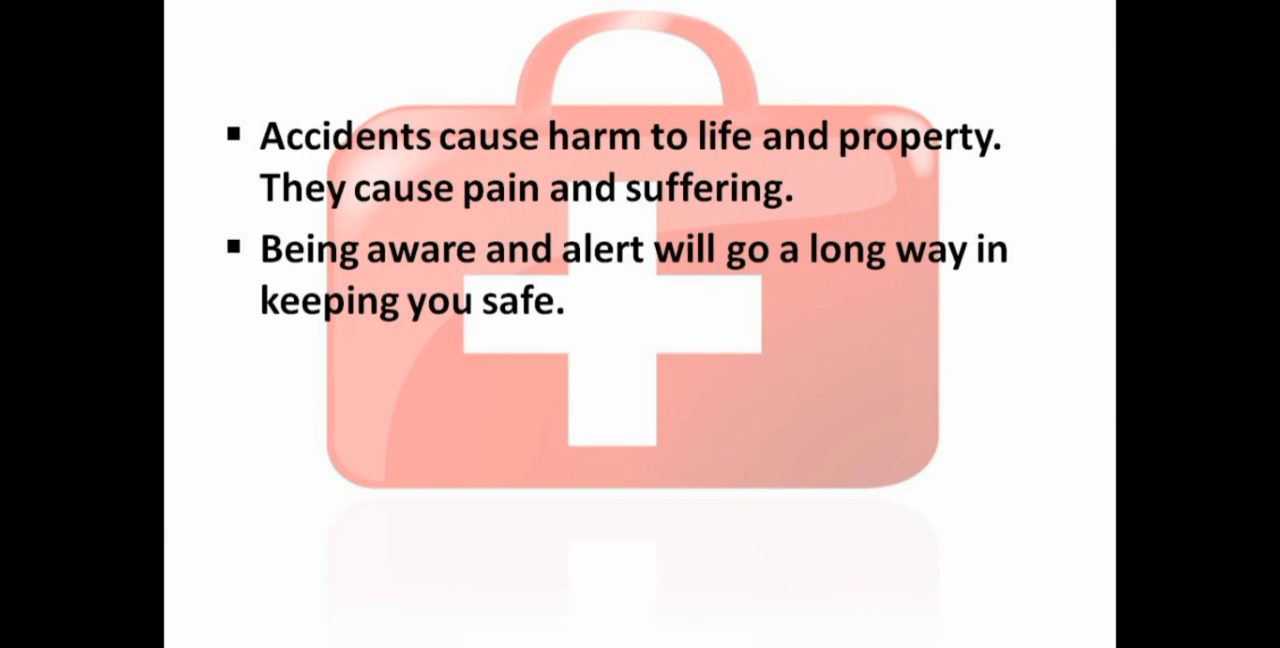 ▪ Accidents cause harm to life and property.
They cause pain and suffering.
▪ Being aware and alert will go a long way in
keeping you safe.